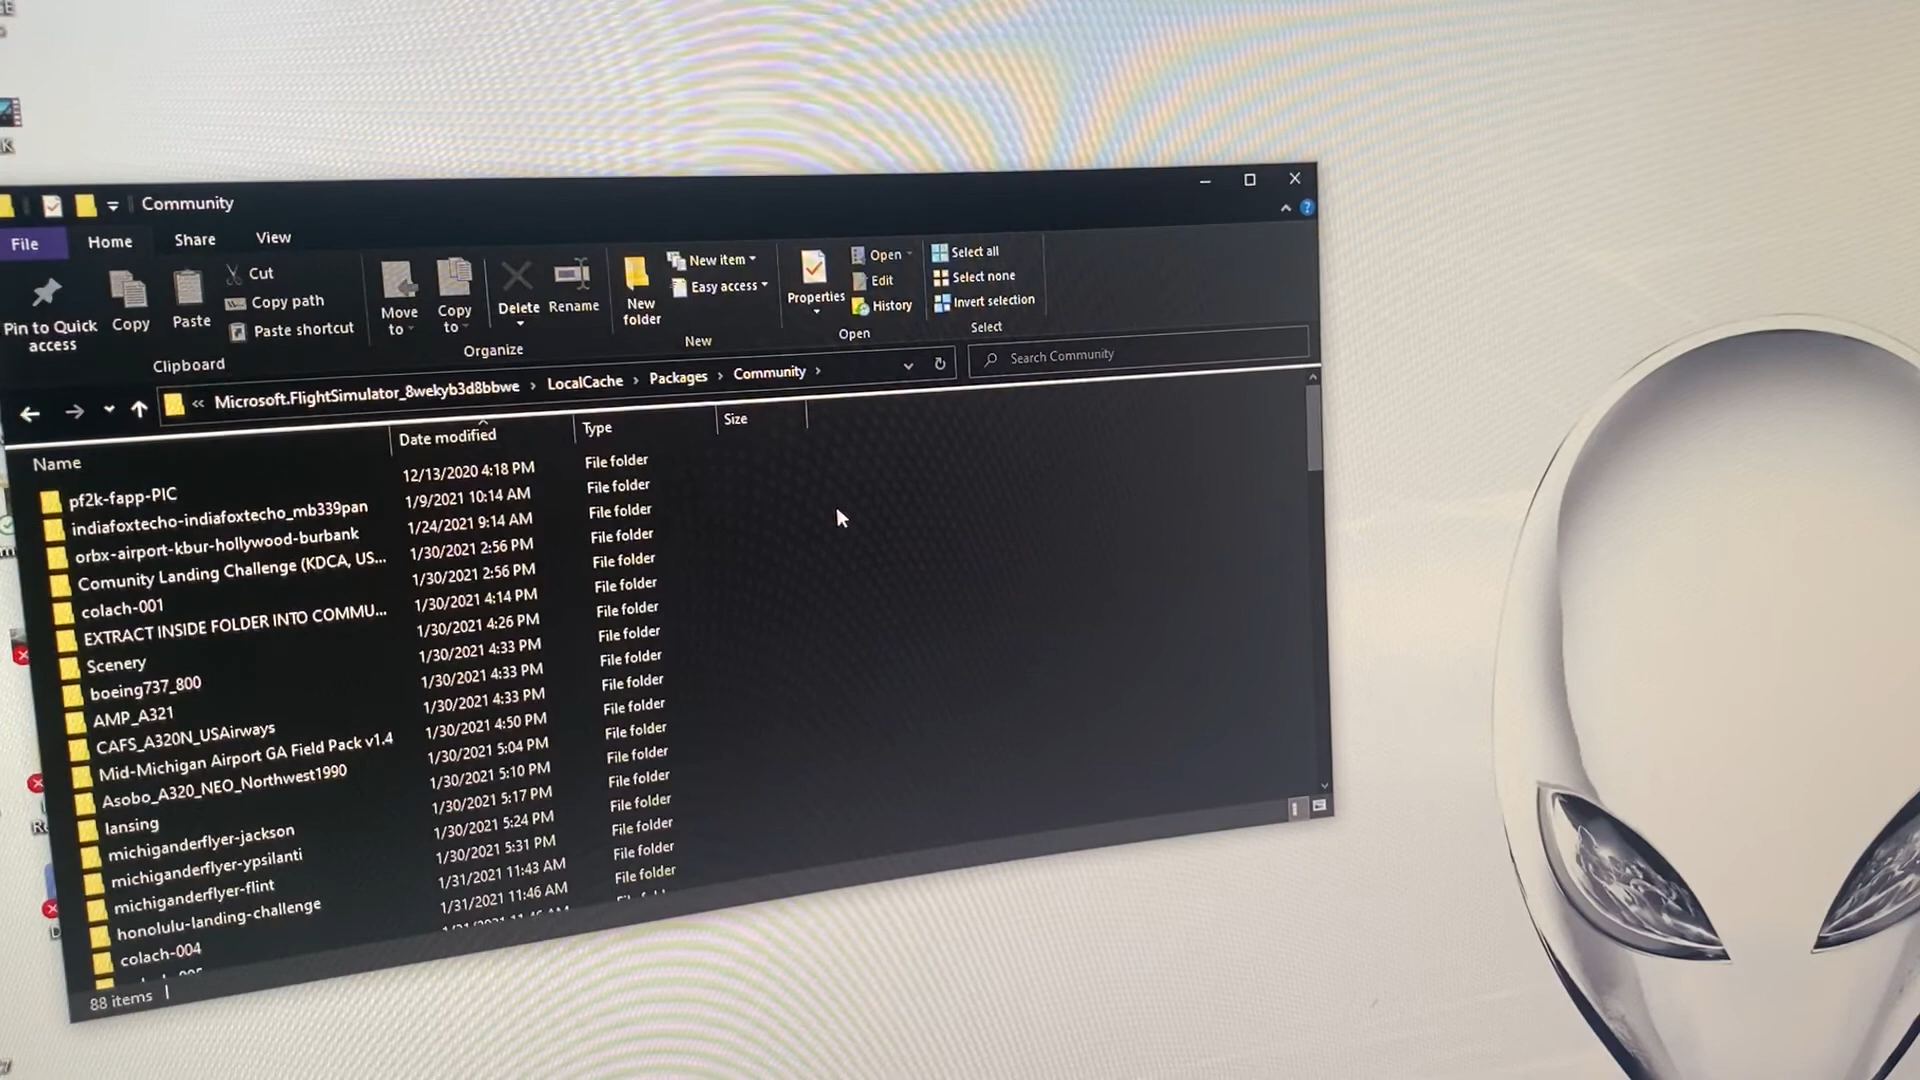 Community
File Home Share View
Pin to Quick access
Copy
Paste
Cut
Copy path
Paste shortcut
Clipboard
Move to
Copy to
Delete
Rename
Organize
New folder
New item
Easy access
New
Properties
Open
Edit
History
Open
Select all
Select none
Invert selection
Select
« Microsoft.FlightSimulator_8wekyb3d8bbwe › LocalCache › Packages › Community ›
Search Community
Name Date modified Type Size
pf2k-fapp-PIC 12/13/2020 4:18 PM File folder
indiafoxtecho-indiafoxtecho_mb339pan 1/9/2021 10:14 AM File folder
orbx-airport-kbur-hollywood-burbank 1/24/2021 9:14 AM File folder
Comunity Landing Challenge (KDCA, US... 1/30/2021 2:56 PM File folder
colach-001 1/30/2021 2:56 PM File folder
EXTRACT INSIDE FOLDER INTO COMMU... 1/30/2021 4:14 PM File folder
Scenery 1/30/2021 4:26 PM File folder
boeing737_800 1/30/2021 4:33 PM File folder
AMP_A321 1/30/2021 4:33 PM File folder
CAFS_A320N_USAirways 1/30/2021 4:33 PM File folder
Mid-Michigan Airport GA Field Pack v1.4 1/30/2021 4:50 PM File folder
Asobo_A320_NEO_Northwest1990 1/30/2021 5:04 PM File folder
lansing 1/30/2021 5:10 PM File folder
michiganderflyer-jackson 1/30/2021 5:17 PM File folder
michiganderflyer-ypsilanti 1/30/2021 5:24 PM File folder
michiganderflyer-flint 1/30/2021 5:31 PM File folder
honolulu-landing-challenge 1/31/2021 11:43 AM File folder
colach-004 1/31/2021 11:46 AM File folder
88 items